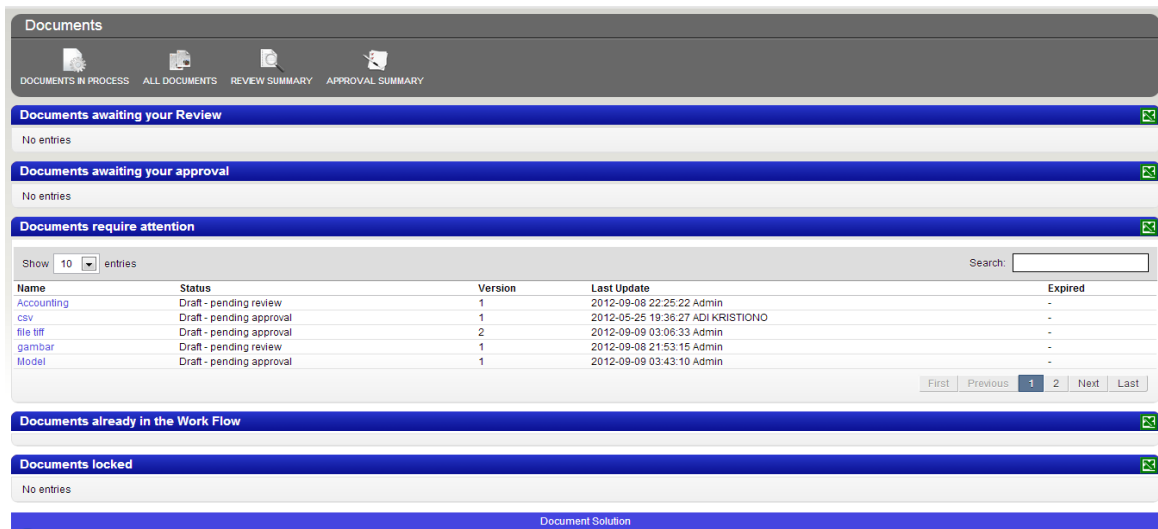 Documents
DOCUMENTS IN PROCESS ALL DOCUMENTS REVIEW SUMMARY APPROVAL SUMMARY
Documents awaiting your Review
No entries
Documents awaiting your approval
No entries
Documents require attention
Show 10 entries Search:
Name Status Version Last Update Expired
Accounting Draft - pending review 1 2012-09-08 22:25:22 Admin -
csv Draft - pending approval 1 2012-05-25 19:36:27 ADI KRISTIONO -
file tiff Draft - pending approval 2 2012-09-09 03:06:33 Admin -
gambar Draft - pending review 1 2012-09-08 21:53:15 Admin -
Model Draft - pending approval 1 2012-09-09 03:43:10 Admin -
First Previous 1 2 Next Last
Documents already in the Work Flow
Documents locked
No entries
Document Solution